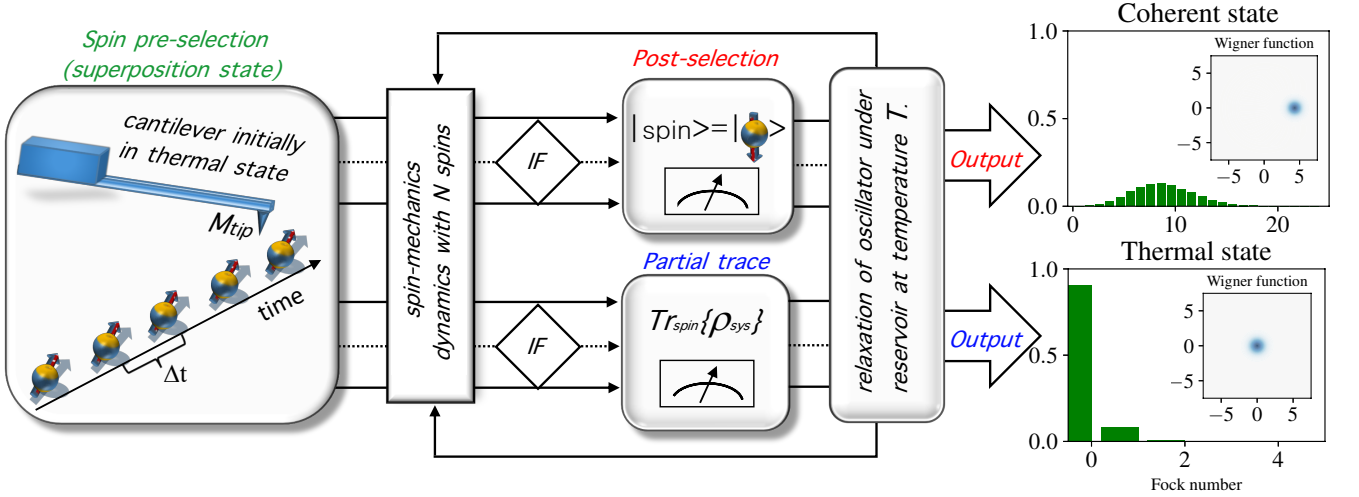 Spin pre-selection
(superposition state)
cantilever initially
in thermal state
Mtip
time
Δt
spin-mechanics
dynamics with N spins
IF
IF
Post-selection
|spin>=| >
Partial trace
Trspin{ρsys}
relaxation of oscillator under
reservoir at temperature T.
Output
Output
Coherent state
1.0
0.5
0.0
0
10
20
Wigner function
5
0
−5
−5
0
5
Thermal state
1.0
0.5
0.0
0
2
4
Fock number
Wigner function
5
0
−5
−5
0
5